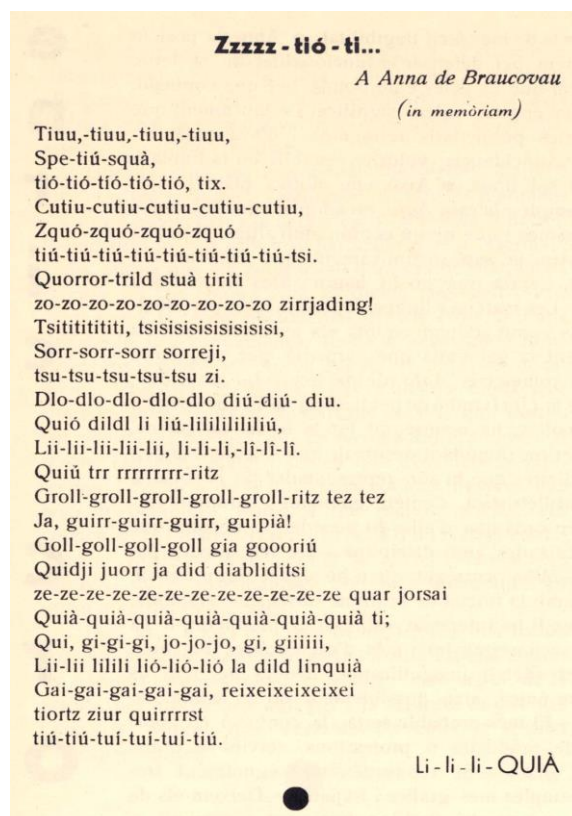 Zzzzz - tió - ti...
A Anna de Braucovau
(in memòriam)
Tiuu,-tiuu,-tiuu,-tiuu,
Spe-tiú-squà,
tió-tió-tíó-tió-tió, tix.
Cutiu-cutiu-cutiu-cutiu-cutiu,
Zquó-zquó-zquó-zquó
tiú-tiú-tiú-tiú-tiú-tiú-tiú-tiú-tsi.
Quorror-trild stuà tiriti
zo-zo-zo-zo-zo-zo-zo-zo-zo zirrjading!
Tsitititititi, tsisisisisisisisisi,
Sorr-sorr-sorr sorreji,
tsu-tsu-tsu-tsu-tsu zi.
Dlo-dlo-dlo-dlo-dlo diú-diú- diu.
Quió dildl li liú-lilililililiú,
Lii-lii-lii-lii-lii, li-li-li,-lî-lî-lî.
Quiŭ trr rrrrrrrrr-ritz
Groll-groll-groll-groll-groll-ritz tez tez
Ja, guirr-guirr-guirr, guipià!
Goll-goll-goll-goll gia goooriú
Quidji juorr ja did diabliditsi
ze-ze-ze-ze-ze-ze-ze-ze-ze-ze-ze-ze quar jorsai
Quià-quià-quià-quià-quià-quià-quià ti;
Qui, gi-gi-gi, jo-jo-jo, gi, giiiiii,
Lii-lii lilili lió-lió-lió la dild linquià
Gai-gai-gai-gai-gai, reixeixeixeixei
tiortz ziur quirrrrst
tiú-tiú-tuí-tuí-tuí-tiú.
Li - li - li - QUIÀ